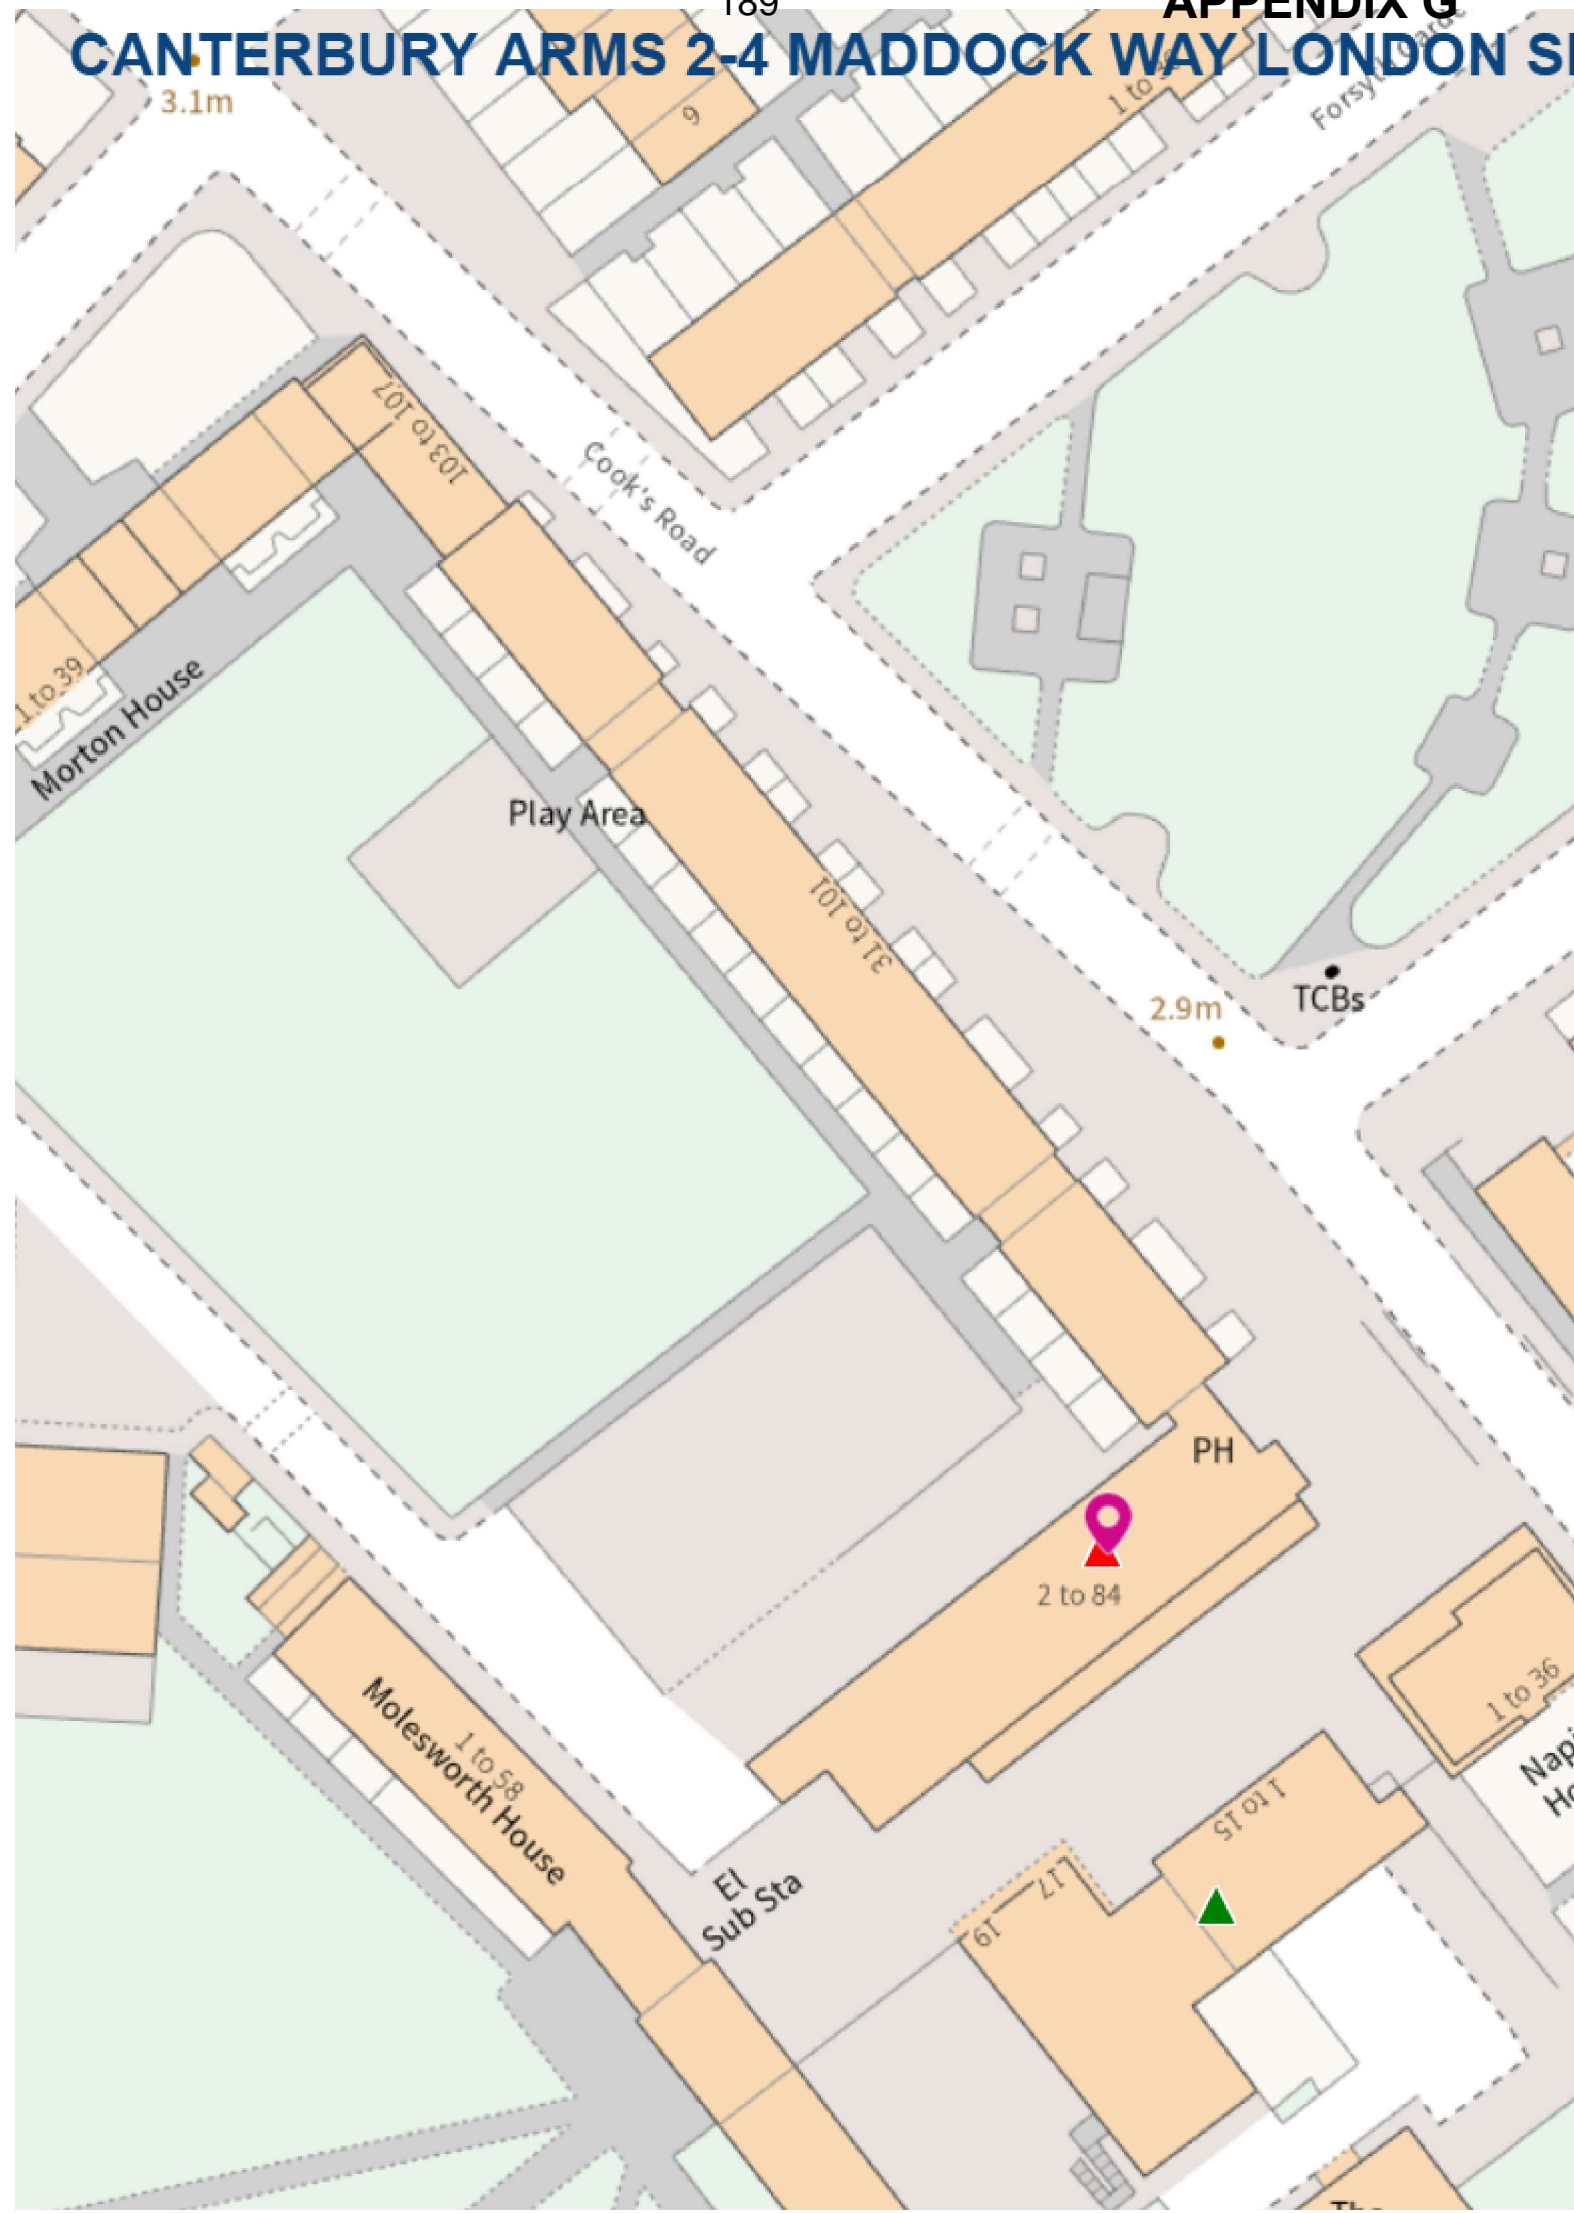 189
APPENDIX G
CANTERBURY ARMS 2-4 MADDOCK WAY LONDON
3.1m
9
1 to
103 to 107
Cook's Road
1 to 39
Morton House
Play Area
31 to 101
2.9m
TCBs
PH
2 to 84
1 to 36
Molesworth House
1 to 58
1 to 15
El
Sub Sta
17
19